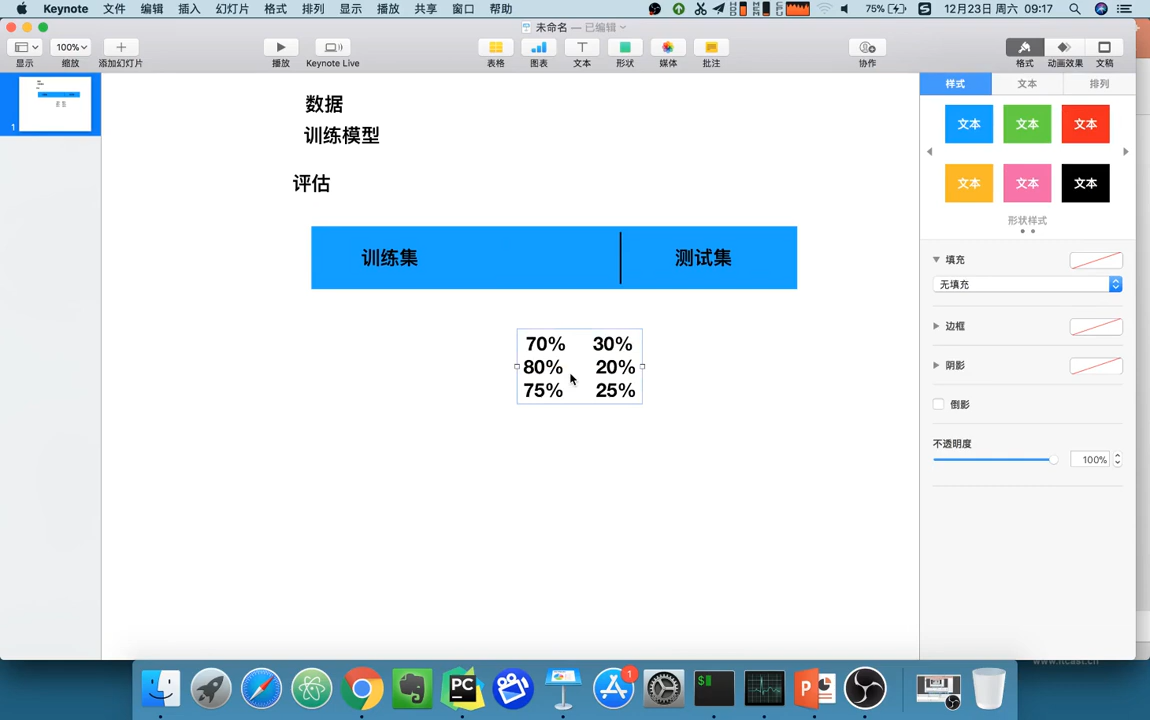 Keynote 文件 编辑 插入 幻灯片 格式 排列 显示 播放 共享 窗口 帮助 75% 12月23日 周六 09:17
未命名 — 已编辑
100%
显示 缩放 添加幻灯片 播放 Keynote Live 表格 图表 文本 形状 媒体 批注 协作 格式 动画效果 文稿
样式 文本 排列
1
数据
训练模型
评估
训练集 测试集
70% 30%
80% 20%
75% 25%
文本 文本 文本
文本 文本 文本
形状样式
填充
无填充
边框
阴影
倒影
不透明度
100%
1
PC
$
P
www.itcast.cn